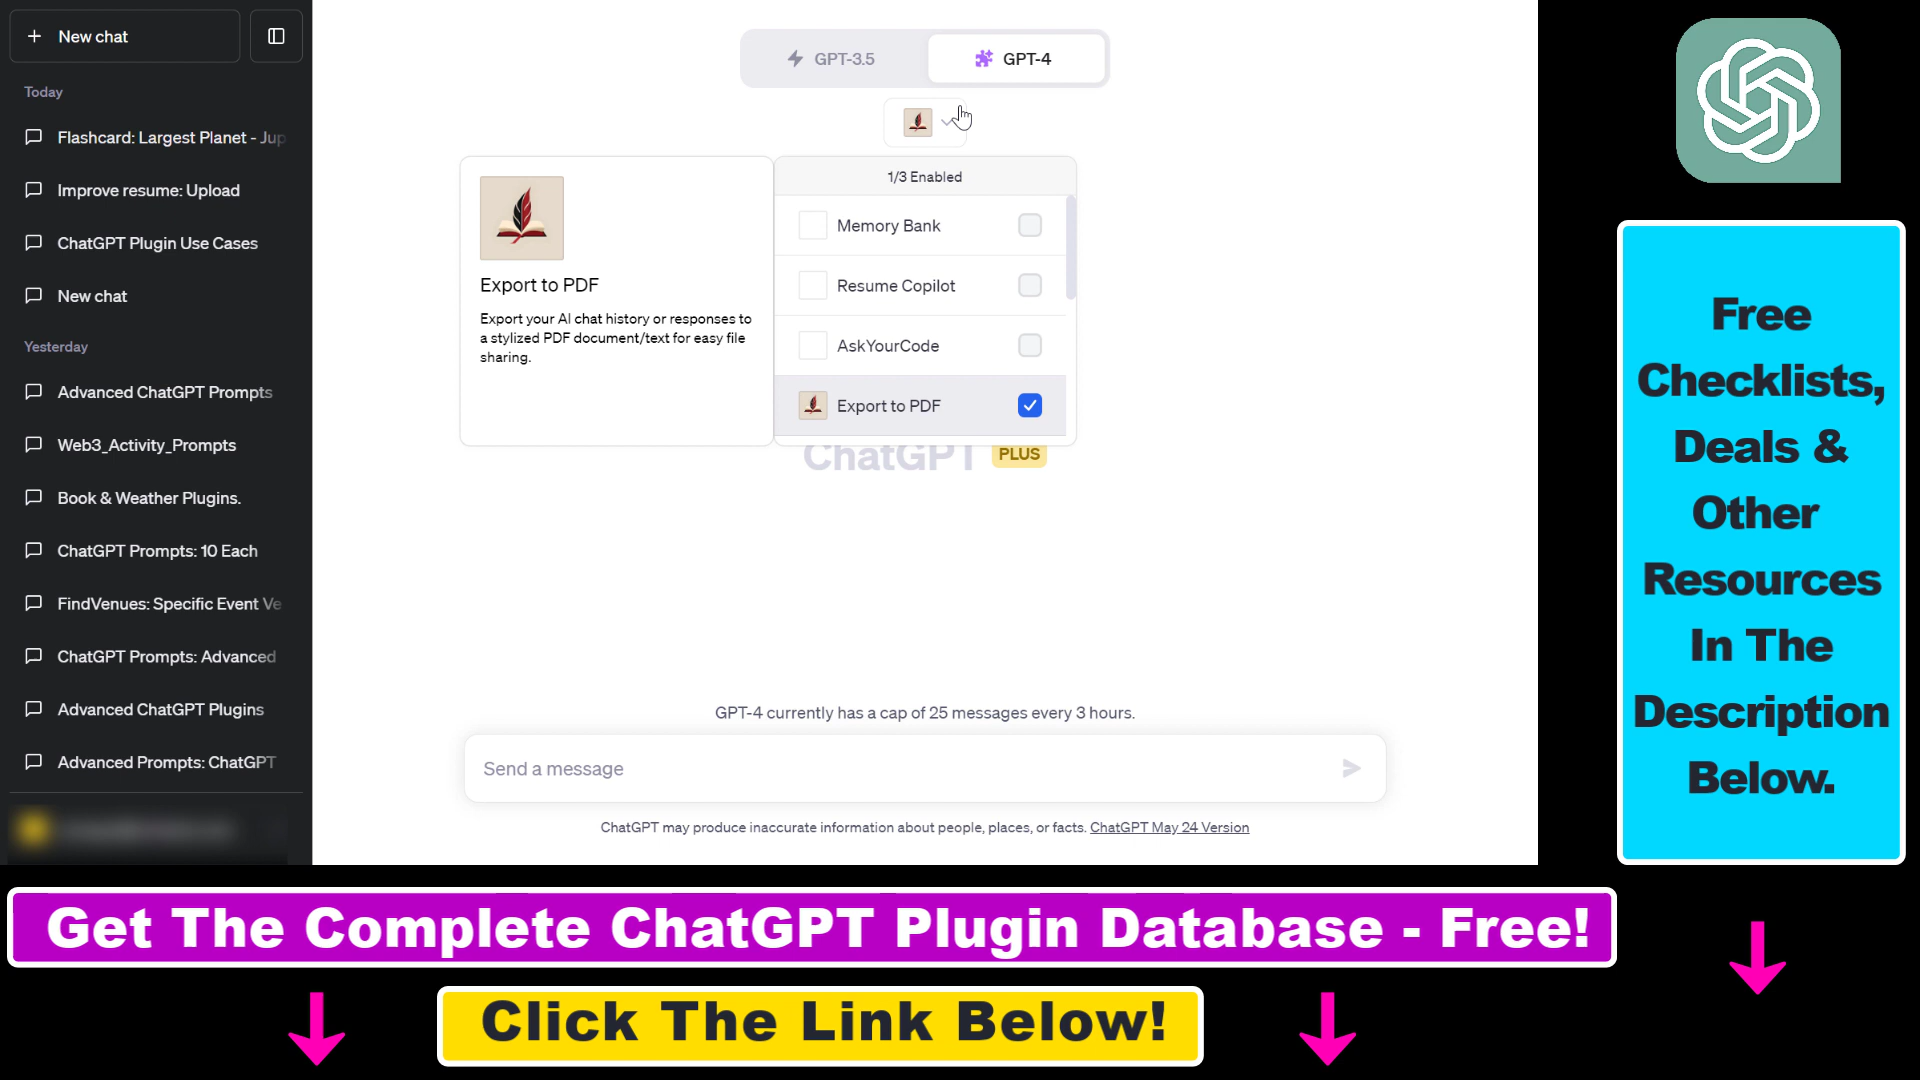 New chat
Today
Flashcard: Largest Planet - Jup
Improve resume: Upload
ChatGPT Plugin Use Cases
New chat
Yesterday
Advanced ChatGPT Prompts
Web3_Activity_Prompts
Book & Weather Plugins.
ChatGPT Prompts: 10 Each
FindVenues: Specific Event Ve
ChatGPT Prompts: Advanced
Advanced ChatGPT Plugins
Advanced Prompts: ChatGPT
GPT-3.5
GPT-4
Export to PDF
Export your AI chat history or responses to
a stylized PDF document/text for easy file
sharing.
1/3 Enabled
Memory Bank
Resume Copilot
AskYourCode
Export to PDF
ChatGPT PLUS
GPT-4 currently has a cap of 25 messages every 3 hours.
Send a message
ChatGPT may produce inaccurate information about people, places, or facts. ChatGPT May 24 Version
Free
Checklists,
Deals &
Other
Resources
In The
Description
Below.
Get The Complete ChatGPT Plugin Database - Free!
Click The Link Below!